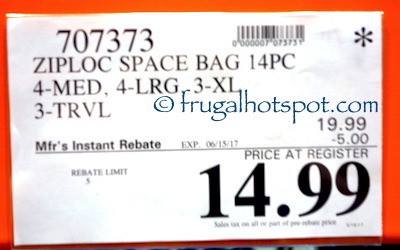 707373
0000007073731
*
ZIPLOC SPACE BAG 14PC
4-MED, 4-LRG, 3-XL
3-TRVL
© frugalhotspot.com
19.99
Mfr's Instant Rebate EXP. 06/15/17 -5.00
PRICE AT REGISTER
REBATE LIMIT
5
14.99
Sales tax on all or part of pre-rebate price